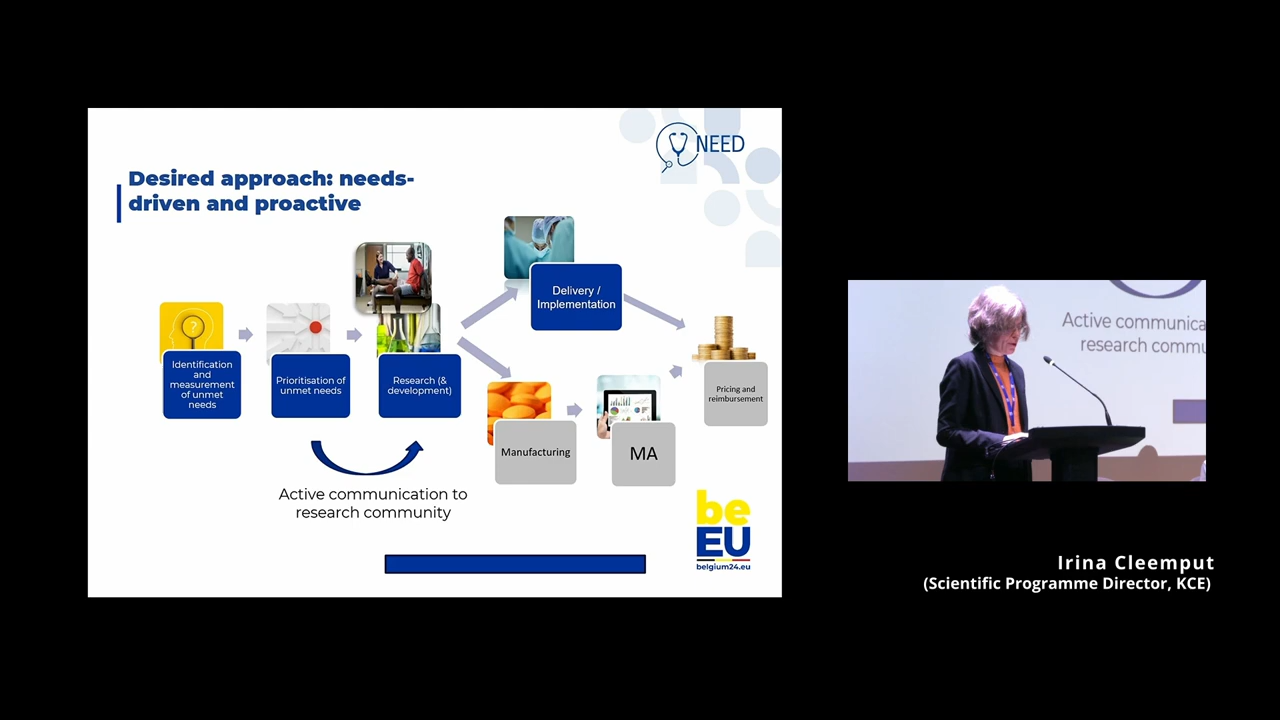 NEED
Desired approach: needs-
driven and proactive
Identification
and
measurement
of unmet
needs
Prioritisation of
unmet needs
Research (&
development)
Delivery /
Implementation
Manufacturing
MA
Pricing and
reimbursement
Active communication to
research community
be
EU
belgium24.eu
Active communica
research commu
Irina Cleemput
(Scientific Programme Director, KCE)